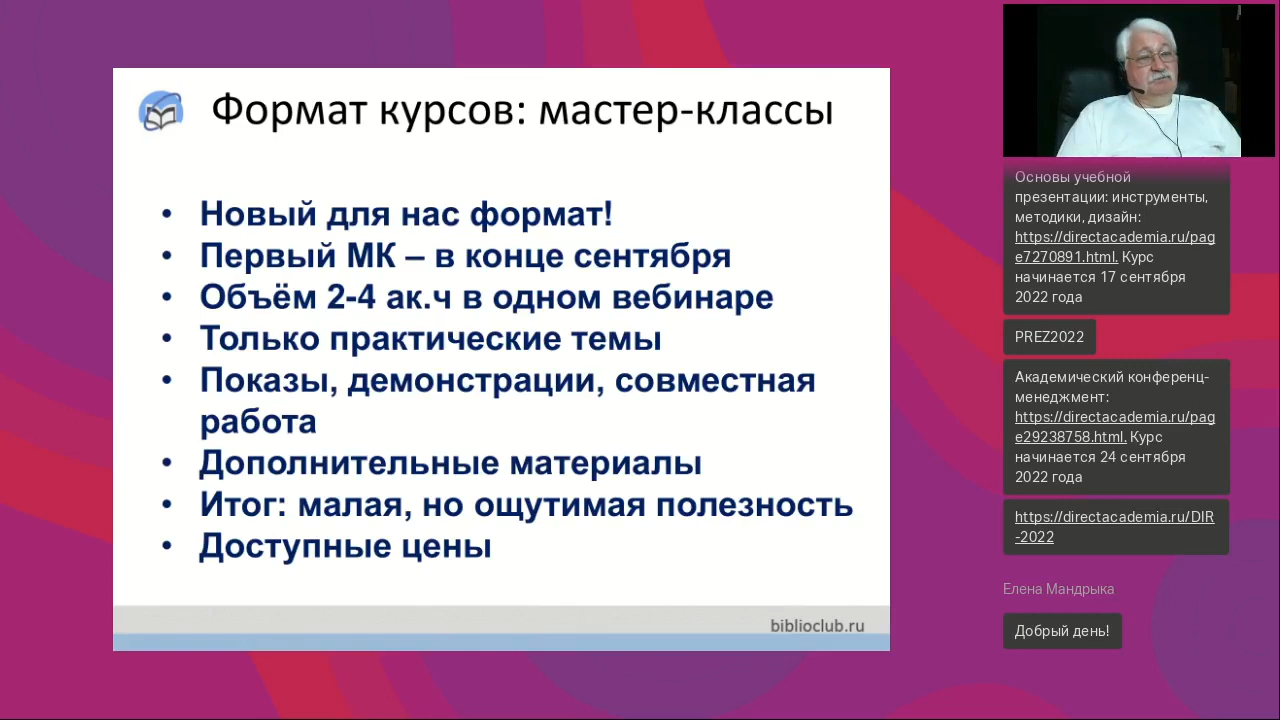 Формат курсов: мастер-классы
• Новый для нас формат!
• Первый МК – в конце сентября
• Объём 2-4 ак.ч в одном вебинаре
• Только практические темы
• Показы, демонстрации, совместная
работа
• Дополнительные материалы
• Итог: малая, но ощутимая полезность
• Доступные цены
biblioclub.ru
Основы учебной
презентации: инструменты,
методики, дизайн:
https://directacademia.ru/pag
e7270891.html. Курс
начинается 17 сентября
2022 года
PREZ2022
Академический конференц-
менеджмент:
https://directacademia.ru/pag
e29238758.html. Курс
начинается 24 сентября
2022 года
https://directacademia.ru/DIR
-2022
Елена Мандрыка
Добрый день!